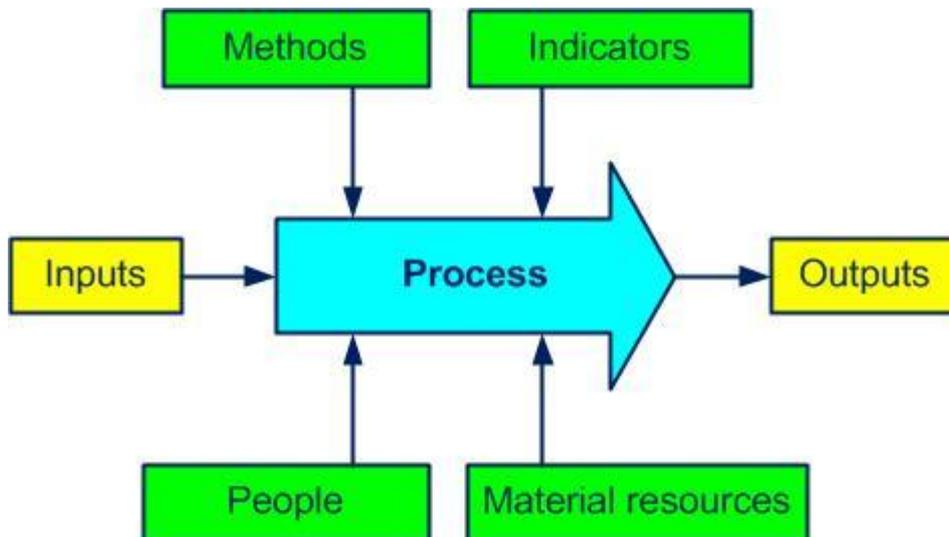 Methods
Indicators
Inputs
Process
Outputs
People
Material resources